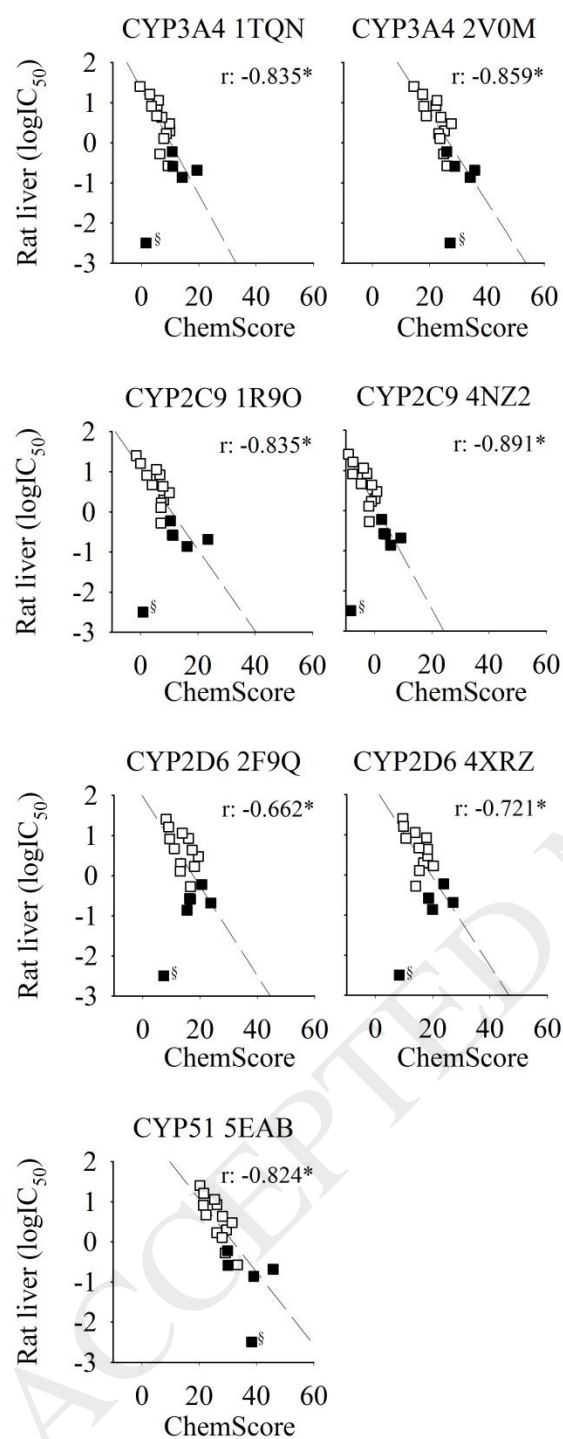 CYP3A4 1TQN
CYP3A4 2V0M
r: -0.835*
r: -0.859*
Rat liver (logIC50)
2
1
0
-1
-2
-3
§
§
0 20 40 60
0 20 40 60
ChemScore
ChemScore
CYP2C9 1R9O
CYP2C9 4NZ2
r: -0.835*
r: -0.891*
Rat liver (logIC50)
2
1
0
-1
-2
-3
§
§
0 20 40 60
0 20 40 60
ChemScore
ChemScore
CYP2D6 2F9Q
CYP2D6 4XRZ
r: -0.662*
r: -0.721*
Rat liver (logIC50)
2
1
0
-1
-2
-3
§
§
0 20 40 60
0 20 40 60
ChemScore
ChemScore
CYP51 5EAB
r: -0.824*
Rat liver (logIC50)
2
1
0
-1
-2
-3
§
0 20 40 60
ChemScore
ACCEPTED